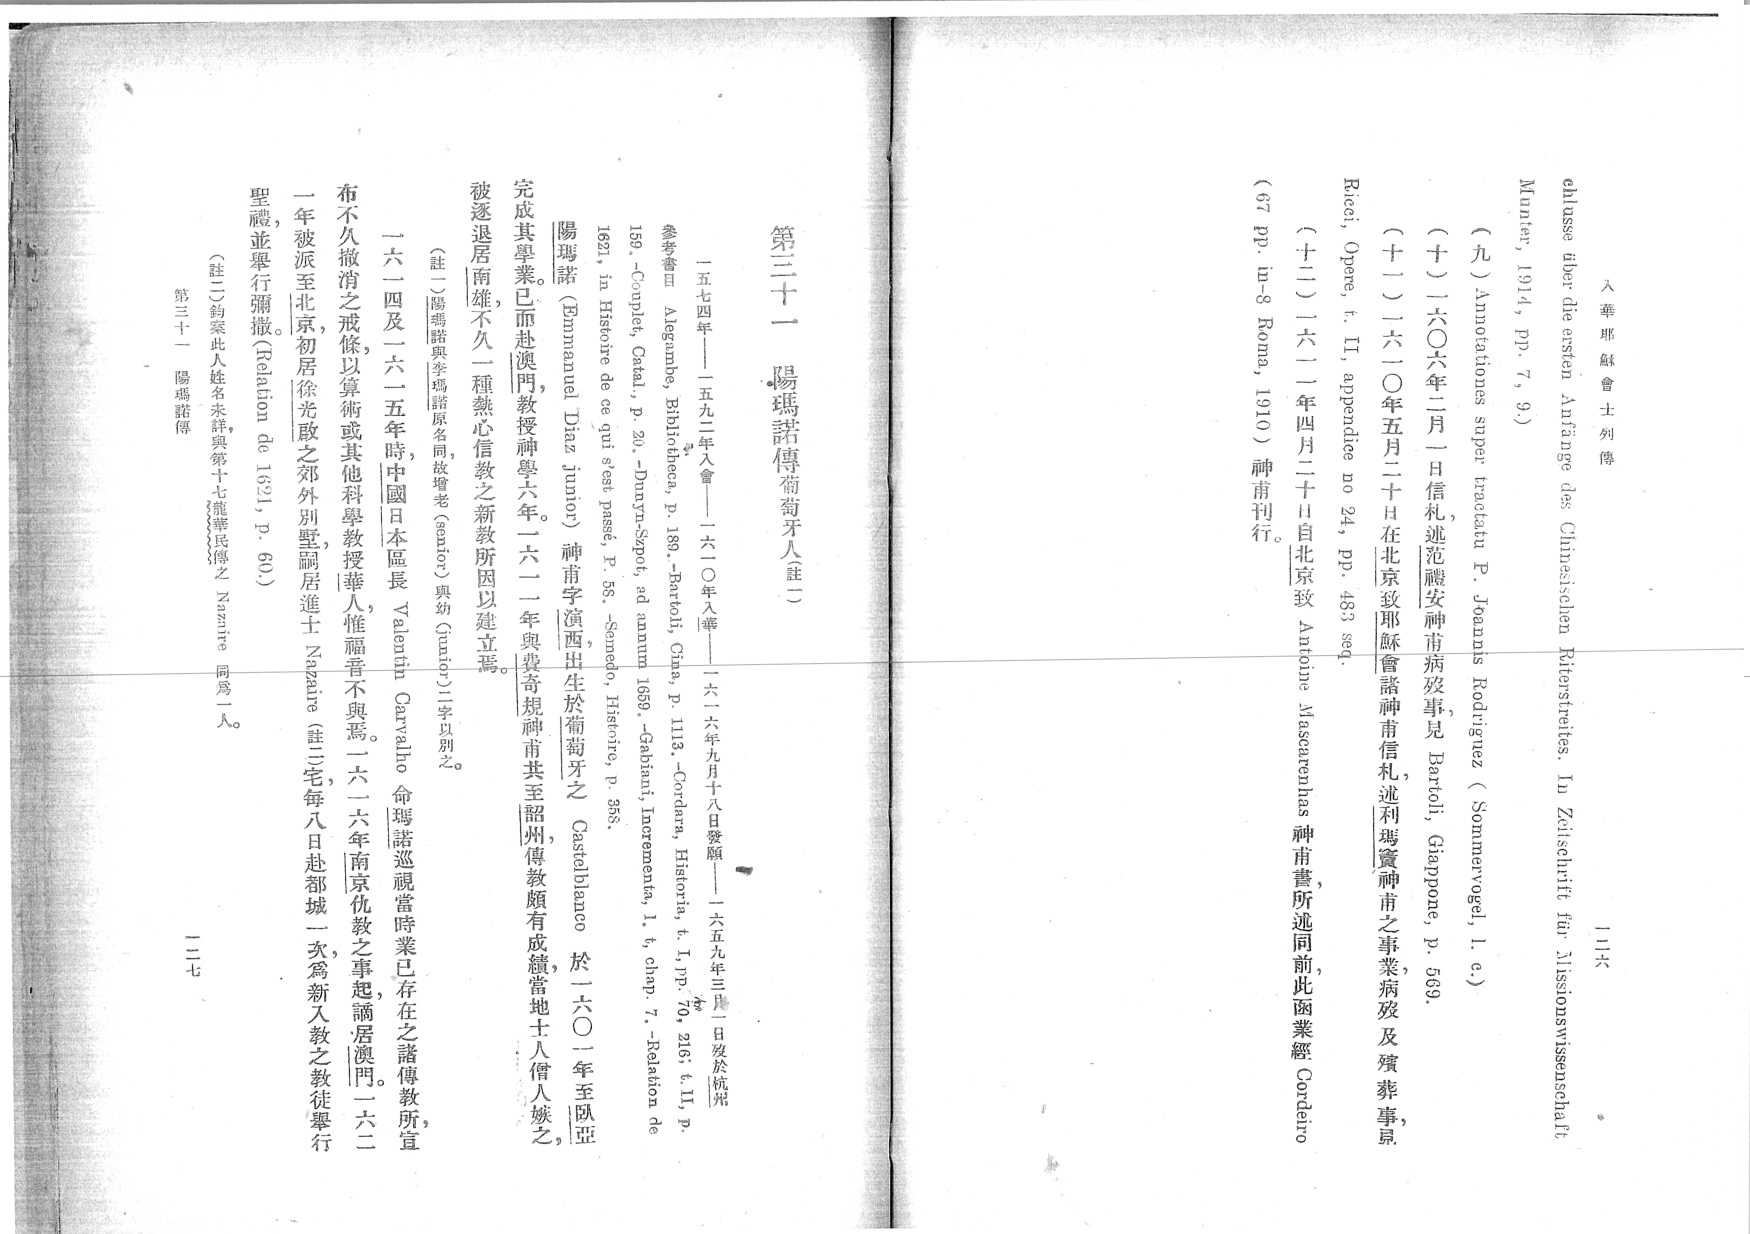 入華耶穌會士列傳
一二六
chlusse über die ersten Anfänge des Chinesischen Riterstreites. In Zeitschrift für Missionswissenschaft
Munter, 1914, pp. 7, 9.)
(九) Annotationes super tractatu P. Joannis Rodriguez ( Sommervogel, l. c.)
(十)一六〇六年二月一日信札,述范禮安神甫病歿事,見 Bartoli, Giappone, p. 569.
(十一)一六一〇年五月二十日在北京致耶穌會諸神甫信札,述利瑪竇神甫之事業,病歿及殯葬事,見
Ricci, Opere, t. II, appendice no 24, pp. 483 seq.
(十二)一六一一年四月二十日自北京致 Antoine Mascarenhas 神甫書,所述同前,此函業經 Cordeiro
(67 pp. in-8 Roma, 1910) 神甫刊行。
第三十一 陽瑪諾傳葡萄牙人(註一)
一五七四年——一五九二年入會——一六一〇年入華——一六一六年九月十八日發願——一六五九年三月一日歿於杭州
參考書目 Alegambe, Bibliotheca, p. 189.-Bartoli, Cina, p. 1113.-Cordara, Historia, t. I, pp. 70, 216; t. II, p.
159.-Couplet, Catal., p. 20.-Dunyn-Szpot, ad annum 1659.-Gabiani, Incrementa, l. t, chap. 7.-Relation de
1621, in Histoire de ce qui s'est passé, P. 58. -Semedo, Histoire, p. 358.
陽瑪諾 (Emmanuel Diaz junior) 神甫字演西,出生於葡萄牙之 Castelblanco 於一六〇一年至臥亞,
完成其學業。已而赴澳門,教授神學六年。一六一一年與費奇規神甫共至韶州,傳教頗有成績,當地士人僧人嫉之,
被逐退居南雄,不久一種熱心信教之新教所因以建立焉。
(註一)陽瑪諾與李瑪諾原名同,故增老(senior)與幼(junior)二字以別之。
一六一四及一六一五年時,中國日本區長 Valentin Carvalho 命瑪諾巡視當時業已存在之諸傳教所,宣
布不久撤消之戒條,以算術或其他科學教授華人,惟福音不與焉。一六一六年南京仇教之事起,謫居澳門。一六二
一年被派至北京,初居徐光啟之郊外別墅,嗣居進士 Nazaire (註二)宅,每八日赴都城一次,爲新入教之教徒舉行
聖禮,並舉行彌撒。(Relation de 1621, p. 60.)
(註二)鈞案此人姓名未詳,與第十七龍華民傳之 Nazaire 同爲一人。
第三十一 陽瑪諾傳
一二七